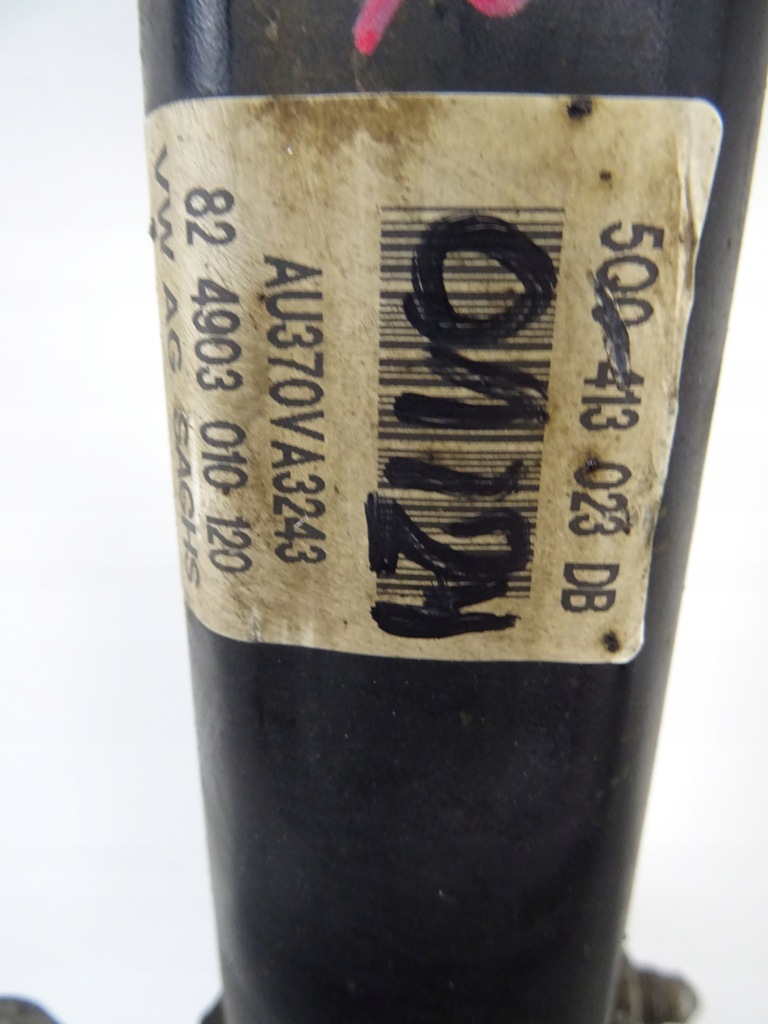 5Q0 413 023 DB
AU370VA3243
82 4903 010 120
VW AG SACHS